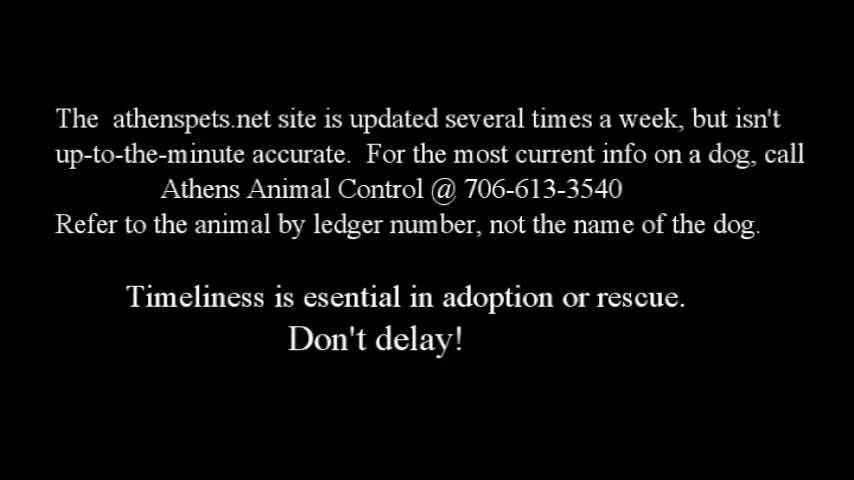 The  athenspets.net site is updated several times a week, but isn't
up-to-the-minute accurate.  For the most current info on a dog, call
Athens Animal Control @ 706-613-3540
Refer to the animal by ledger number, not the name of the dog.
Timeliness is esential in adoption or rescue.
Don't delay!